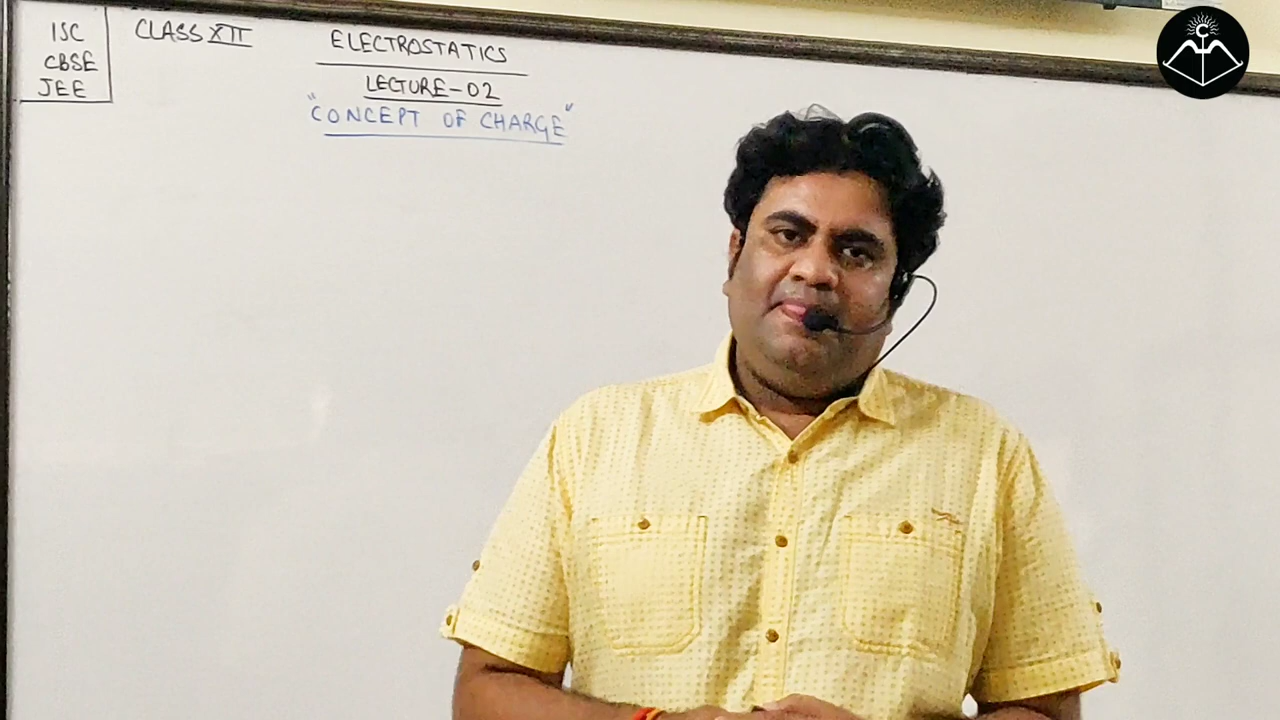 ISC
CBSE
JEE
CLASS XII
ELECTROSTATICS
LECTURE-02
"CONCEPT OF CHARGE"
C